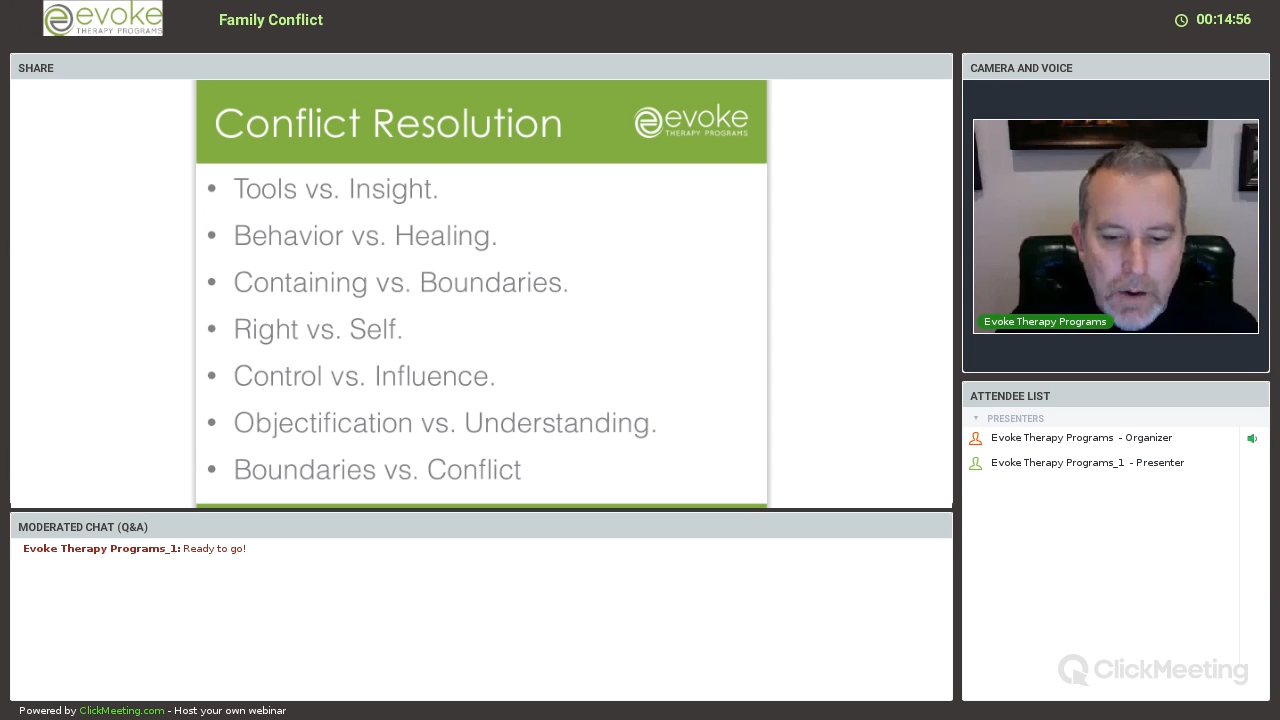 evoke
THERAPY PROGRAMS
Family Conflict
00:14:56
SHARE
Conflict Resolution
evoke
THERAPY PROGRAMS
• Tools vs. Insight.
• Behavior vs. Healing.
• Containing vs. Boundaries.
• Right vs. Self.
• Control vs. Influence.
• Objectification vs. Understanding.
• Boundaries vs. Conflict
MODERATED CHAT (Q&A)
Evoke Therapy Programs_1: Ready to go!
CAMERA AND VOICE
Evoke Therapy Programs
ATTENDEE LIST
PRESENTERS
Evoke Therapy Programs - Organizer
Evoke Therapy Programs_1 - Presenter
ClickMeeting
Powered by ClickMeeting.com - Host your own webinar